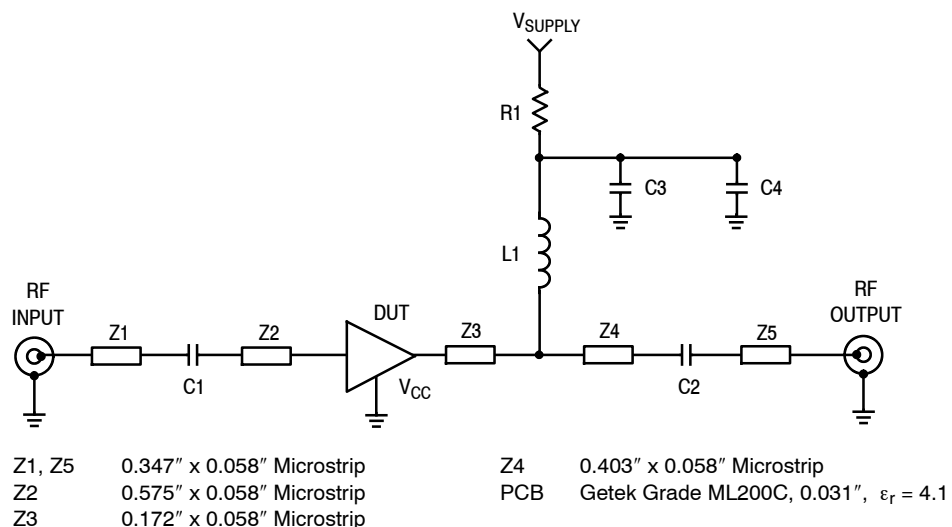 V_SUPPLY
R1
C3
C4
L1
RF
INPUT
RF
OUTPUT
DUT
Z1
Z2
Z3
Z4
Z5
C1
V_CC
C2
Z1, Z5 0.347″ x 0.058″ Microstrip
Z2 0.575″ x 0.058″ Microstrip
Z3 0.172″ x 0.058″ Microstrip
Z4 0.403″ x 0.058″ Microstrip
PCB Getek Grade ML200C, 0.031″, εr = 4.1